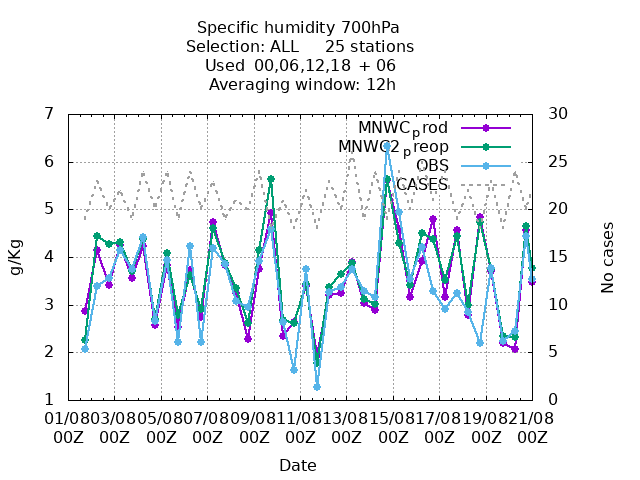 Specific humidity 700hPa
Selection: ALL 25 stations
Used 00,06,12,18 + 06
Averaging window: 12h
7 30
MNWC_prod
MNWC2_preop
6 25
OBS
CASES
5 20
g/Kg
No cases
4 15
3 10
2 5
1 0
01/08 03/08 05/08 07/08 09/08 11/08 13/08 15/08 17/08 19/08 21/08
00Z 00Z 00Z 00Z 00Z 00Z 00Z 00Z 00Z 00Z 00Z
Date